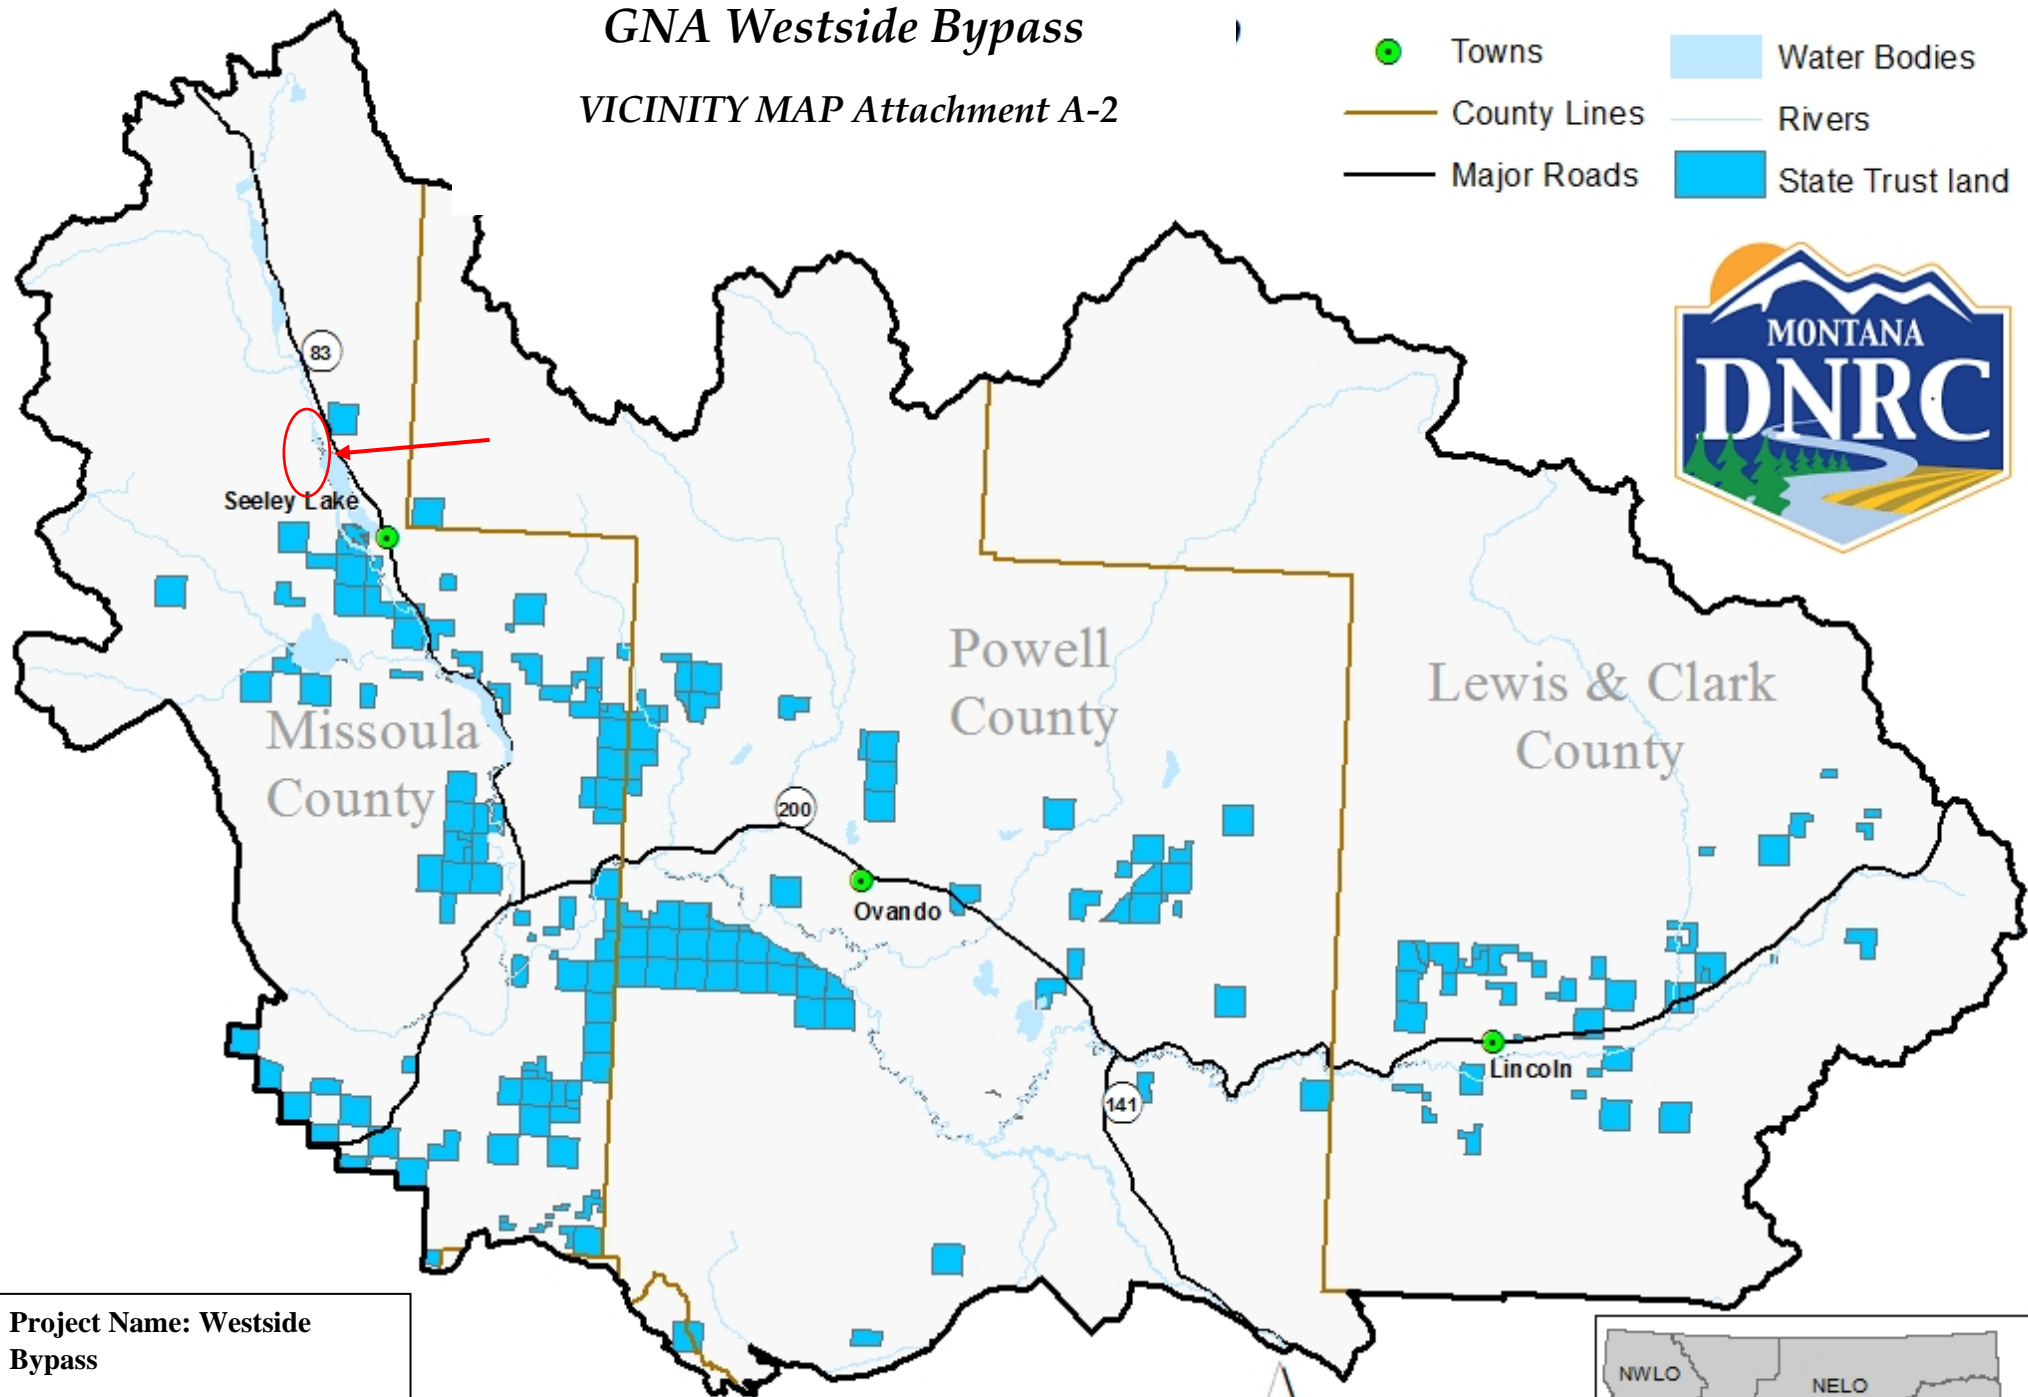 GNA Westside Bypass
VICINITY MAP Attachment A-2
Towns
County Lines
Major Roads
Water Bodies
Rivers
State Trust land
MONTANA
DNRC
83
Seeley Lake
Missoula
County
Powell
County
Lewis & Clark
County
200
Ovando
Lincoln
141
Project Name: Westside
Bypass
NWLO
NELO